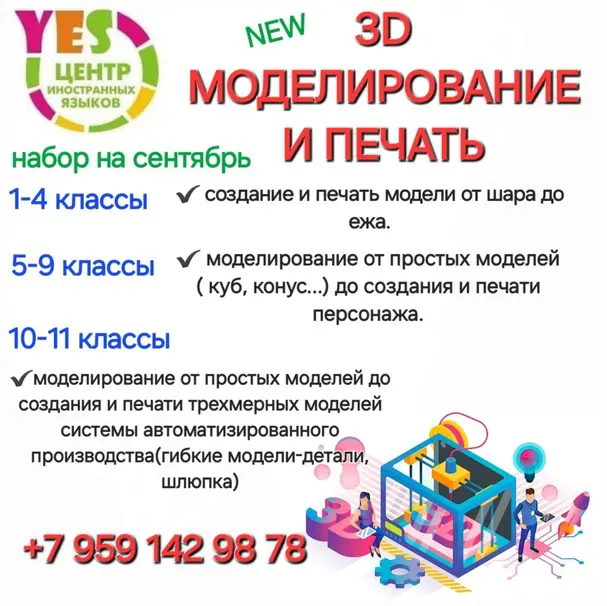 YES
ЦЕНТР
ИНОСТРАННЫХ
ЯЗЫКОВ
NEW
3D
МОДЕЛИРОВАНИЕ
И ПЕЧАТЬ
набор на сентябрь
1-4 классы
✔ создание и печать модели от шара до
ежа.
5-9 классы
✔ моделирование от простых моделей
( куб, конус...) до создания и печати
персонажа.
10-11 классы
✔моделирование от простых моделей до
создания и печати трехмерных моделей
системы автоматизированного
производства(гибкие модели-детали,
шлюпка)
+7 959 142 98 78